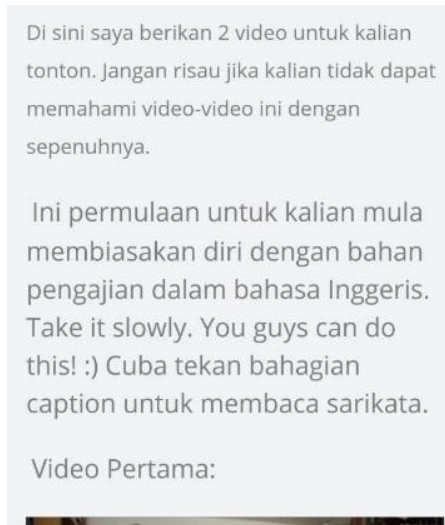 Di sini saya berikan 2 video untuk kalian
tonton. Jangan risau jika kalian tidak dapat
memahami video-video ini dengan
sepenuhnya.
Ini permulaan untuk kalian mula
membiasakan diri dengan bahan
pengajian dalam bahasa Inggeris.
Take it slowly. You guys can do
this! :) Cuba tekan bahagian
caption untuk membaca sarikata.
Video Pertama: